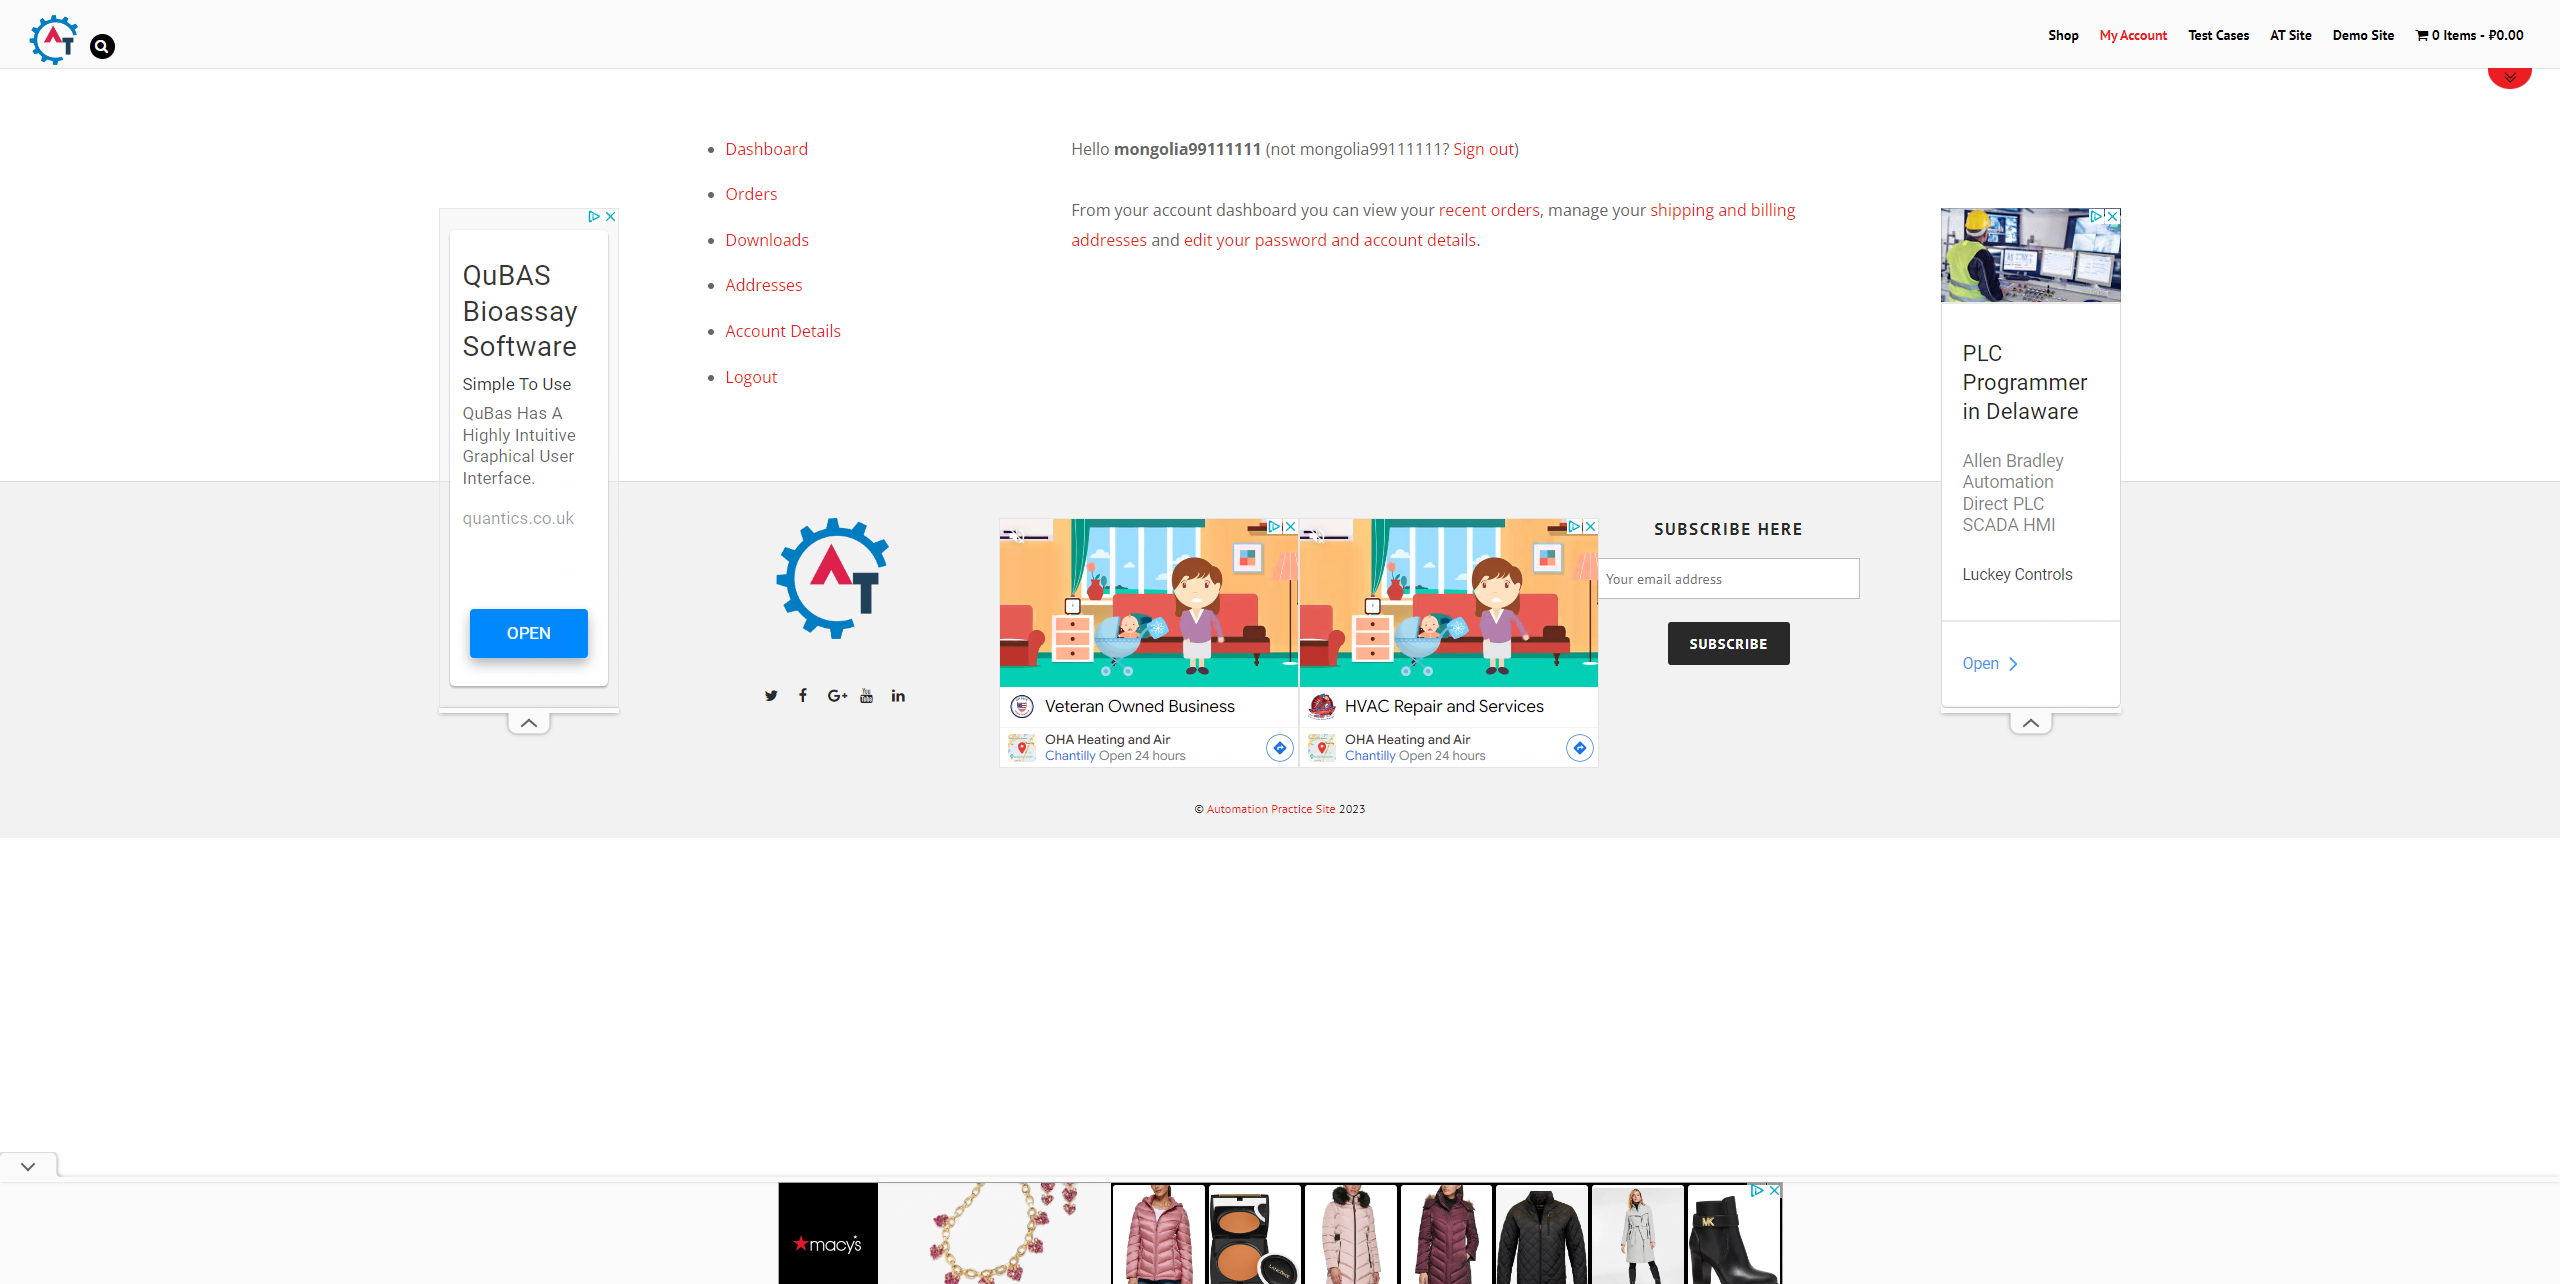 AT
Shop
My Account
Test Cases
AT Site
Demo Site
0 Items - ₽0.00
Dashboard
Orders
Downloads
Addresses
Account Details
Logout
Hello mongolia99111111 (not mongolia99111111? Sign out)
From your account dashboard you can view your recent orders, manage your shipping and billing
addresses and edit your password and account details.
QuBAS
Bioassay
Software
Simple To Use
QuBas Has A
Highly Intuitive
Graphical User
Interface.
quantics.co.uk
OPEN
PLC
Programmer
in Delaware
Allen Bradley
Automation
Direct PLC
SCADA HMI
Luckey Controls
Open
AT
Veteran Owned Business
OHA Heating and Air
Chantilly Open 24 hours
HVAC Repair and Services
OHA Heating and Air
Chantilly Open 24 hours
SUBSCRIBE HERE
Your email address
SUBSCRIBE
© Automation Practice Site 2023
macy's
LANCÔME
MK